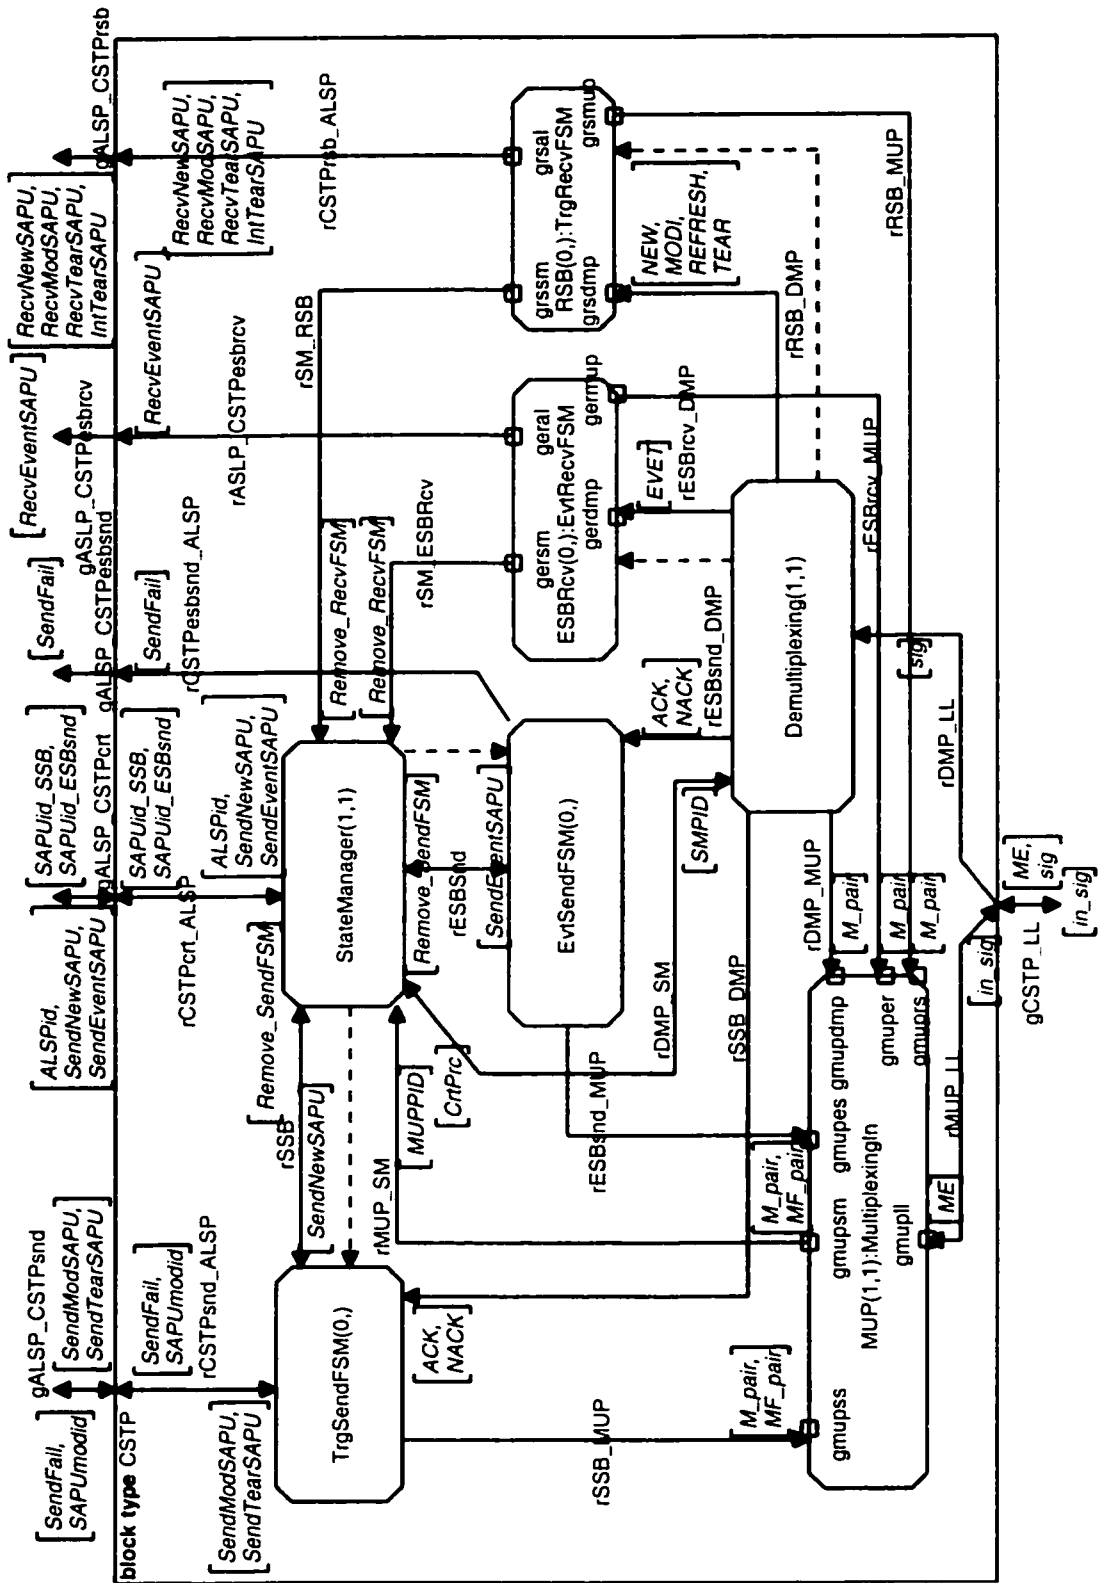 block type CSTP
[SendFail,
SAPUmodid]
gALSP_CSTPsnd
[SendModSAPU,
SendTearSAPU]
[SendFail,
SAPUmodid]
rCSTPsnd_ALSP
[SendModSAPU,
SendTearSAPU]
[ALSPid,
SendNewSAPU,
SendEventSAPU]
[SAPUid_SSB,
SAPUid_ESBsnd]
gALSP_CSTPcrt
[SAPUid_SSB,
SAPUid_ESBsnd]
rCSTPcrt_ALSP
[ALSPid,
SendNewSAPU,
SendEventSAPU]
[SendFail]
gALSP_CSTPesbsnd
[SendFail]
rCSTPesbsnd_ALSP
[RecvEventSAPU]
gASLP_CSTPesbrcv
[RecvEventSAPU]
rASLP_CSTPesbrcv
[RecvNewSAPU,
RecvModSAPU,
RecvTearSAPU,
IntTearSAPU]
gALSP_CSTPrsb
[RecvNewSAPU,
RecvModSAPU,
RecvTearSAPU,
IntTearSAPU]
rCSTPrsb_ALSP
TrgSendFSM(0,)
[Remove_SendFSM]
rSSB
[SendNewSAPU]
StateManager(1,1)
[Remove_RecvFSM]
rSM_RSB
[Remove_RecvFSM]
rSM_ESBRcv
rMUP_SM
[MUPPID]
[CrtPrc]
[Remove_SendFSM]
rESBSnd
[SendEventSAPU]
[ACK,
NACK]
EvtSendFSM(0,)
[ACK,
NACK]
rESBsnd_DMP
gersm
geral
ESBRcv(0,):EvtRecvFSM
gerdmp
germup
grssm
grsal
RSB(0,):TrgRecvFSM
grsdmp
grsmup
[EVET]
rESBrcv_DMP
[NEW,
MODI,
REFRESH,
TEAR]
rSSB_MUP
rESBsnd_MUP
rDMP_SM
[SMPID]
rSSB_DMP
Demultiplexing(1,1)
rRSB_DMP
[M_pair,
MF_pair]
[M_pair,
MF_pair]
rDMP_MUP
[M_pair]
[M_pair]
[M_pair]
rESBrcv_MUP
rRSB_MUP
[sig]
gmupss
gmupsm
gmupes
gmupdmp
MUP(1,1):MultiplexingIn
gmuper
gmuprs
gmupll
[ME]
rMUP_LL
[in_sig]
rDMP_LL
gCSTP_LL
[ME,
sig]
[in_sig]